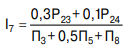 I₇ = (0,3P₂₃ + 0,1P₂₄) / (П₃ + 0,5П₅ + П₈)